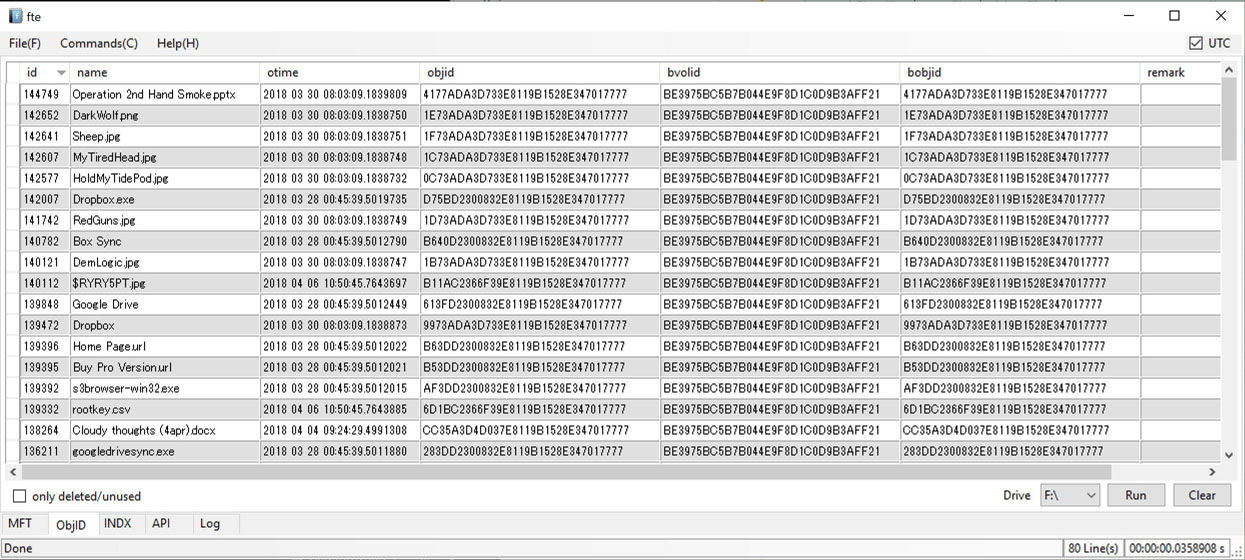 fte
File(F) Commands(C) Help(H) UTC
id name otime objid bvolid bobjid remark
144749 Operation 2nd Hand Smoke.pptx 2018 03 30 08:03:09.1839809 4177ADA3D733E8119B1528E347017777 BE3975BC5B7B044E9F8D1C0D9B3AFF21 4177ADA3D733E8119B1528E347017777
142652 DarkWolf.png 2018 03 30 08:03:09.1838750 1E73ADA3D733E8119B1528E347017777 BE3975BC5B7B044E9F8D1C0D9B3AFF21 1E73ADA3D733E8119B1528E347017777
142641 Sheep.jpg 2018 03 30 08:03:09.1838751 1F73ADA3D733E8119B1528E347017777 BE3975BC5B7B044E9F8D1C0D9B3AFF21 1F73ADA3D733E8119B1528E347017777
142607 MyTiredHead.jpg 2018 03 30 08:03:09.1838748 1C73ADA3D733E8119B1528E347017777 BE3975BC5B7B044E9F8D1C0D9B3AFF21 1C73ADA3D733E8119B1528E347017777
142577 HoldMyTidePod.jpg 2018 03 30 08:03:09.1838732 0C73ADA3D733E8119B1528E347017777 BE3975BC5B7B044E9F8D1C0D9B3AFF21 0C73ADA3D733E8119B1528E347017777
142007 Dropbox.exe 2018 03 28 00:45:39.5019735 D75BD2300832E8119B1528E347017777 BE3975BC5B7B044E9F8D1C0D9B3AFF21 D75BD2300832E8119B1528E347017777
141742 RedGuns.jpg 2018 03 30 08:03:09.1838749 1D73ADA3D733E8119B1528E347017777 BE3975BC5B7B044E9F8D1C0D9B3AFF21 1D73ADA3D733E8119B1528E347017777
140782 Box Sync 2018 03 28 00:45:39.5012790 B640D2300832E8119B1528E347017777 BE3975BC5B7B044E9F8D1C0D9B3AFF21 B640D2300832E8119B1528E347017777
140121 DemLogic.jpg 2018 03 30 08:03:09.1838747 1B73ADA3D733E8119B1528E347017777 BE3975BC5B7B044E9F8D1C0D9B3AFF21 1B73ADA3D733E8119B1528E347017777
140112 $RYRY5PT.jpg 2018 04 06 10:50:45.7643697 B11AC2366F39E8119B1528E347017777 BE3975BC5B7B044E9F8D1C0D9B3AFF21 B11AC2366F39E8119B1528E347017777
139848 Google Drive 2018 03 28 00:45:39.5012449 613FD2300832E8119B1528E347017777 BE3975BC5B7B044E9F8D1C0D9B3AFF21 613FD2300832E8119B1528E347017777
139472 Dropbox 2018 03 30 08:03:09.1838873 9973ADA3D733E8119B1528E347017777 BE3975BC5B7B044E9F8D1C0D9B3AFF21 9973ADA3D733E8119B1528E347017777
139396 Home Page.url 2018 03 28 00:45:39.5012022 B63DD2300832E8119B1528E347017777 BE3975BC5B7B044E9F8D1C0D9B3AFF21 B63DD2300832E8119B1528E347017777
139395 Buy Pro Version.url 2018 03 28 00:45:39.5012021 B53DD2300832E8119B1528E347017777 BE3975BC5B7B044E9F8D1C0D9B3AFF21 B53DD2300832E8119B1528E347017777
139392 s3browser-win32.exe 2018 03 28 00:45:39.5012015 AF3DD2300832E8119B1528E347017777 BE3975BC5B7B044E9F8D1C0D9B3AFF21 AF3DD2300832E8119B1528E347017777
139332 rootkey.csv 2018 04 06 10:50:45.7643885 6D1BC2366F39E8119B1528E347017777 BE3975BC5B7B044E9F8D1C0D9B3AFF21 6D1BC2366F39E8119B1528E347017777
138264 Cloudy thoughts (4apr).docx 2018 04 04 09:24:29.4991308 CC35A3D4D037E8119B1528E347017777 BE3975BC5B7B044E9F8D1C0D9B3AFF21 CC35A3D4D037E8119B1528E347017777
136211 googledrivesync.exe 2018 03 28 00:45:39.5011880 283DD2300832E8119B1528E347017777 BE3975BC5B7B044E9F8D1C0D9B3AFF21 283DD2300832E8119B1528E347017777
only deleted/unused Drive F:\ Run Clear
MFT ObjID INDX API Log
Done 80 Line(s) 00:00:00.0358908 s